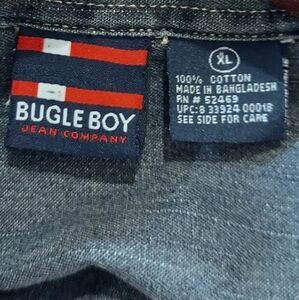 BUGLE BOY
JEAN COMPANY
XL
100% COTTON
MADE IN BANGLADESH
RN # 52469
UPC: 8 33924 00018
SEE SIDE FOR CARE